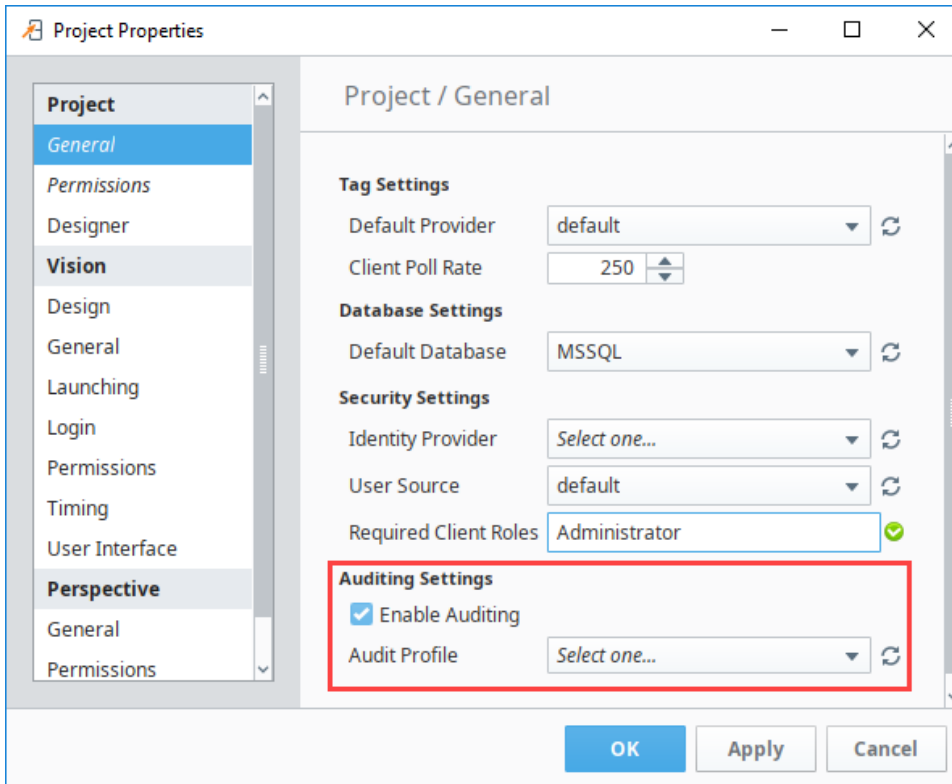 Project Properties
Project
General
Permissions
Designer
Vision
Design
General
Launching
Login
Permissions
Timing
User Interface
Perspective
General
Permissions
Project / General
Tag Settings
Default Provider default
Client Poll Rate 250
Database Settings
Default Database MSSQL
Security Settings
Identity Provider Select one...
User Source default
Required Client Roles Administrator
Auditing Settings
Enable Auditing
Audit Profile Select one...
OK Apply Cancel